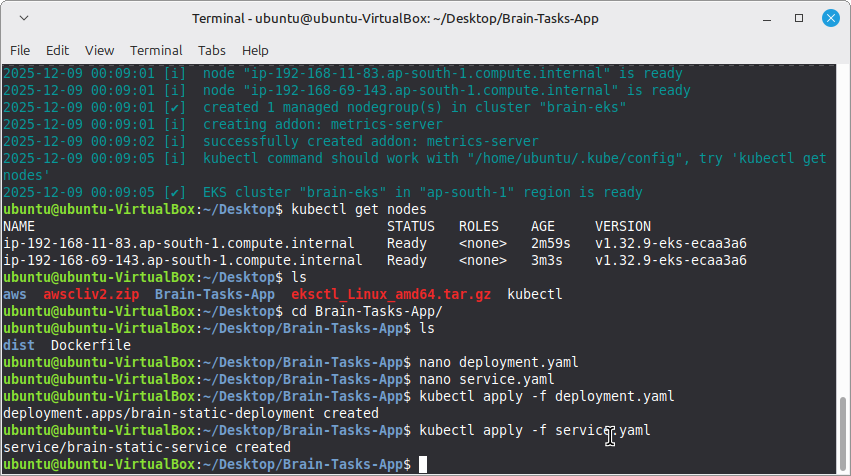 Terminal - ubuntu@ubuntu-VirtualBox: ~/Desktop/Brain-Tasks-App
File Edit View Terminal Tabs Help
2025-12-09 00:09:01 [i]  node "ip-192-168-11-83.ap-south-1.compute.internal" is ready
2025-12-09 00:09:01 [i]  node "ip-192-168-69-143.ap-south-1.compute.internal" is ready
2025-12-09 00:09:01 [✔]  created 1 managed nodegroup(s) in cluster "brain-eks"
2025-12-09 00:09:01 [i]  creating addon: metrics-server
2025-12-09 00:09:02 [i]  successfully created addon: metrics-server
2025-12-09 00:09:05 [i]  kubectl command should work with "/home/ubuntu/.kube/config", try 'kubectl get
nodes'
2025-12-09 00:09:05 [✔]  EKS cluster "brain-eks" in "ap-south-1" region is ready
ubuntu@ubuntu-VirtualBox:~/Desktop$ kubectl get nodes
NAME                                            STATUS   ROLES    AGE     VERSION
ip-192-168-11-83.ap-south-1.compute.internal    Ready    <none>   2m59s   v1.32.9-eks-ecaa3a6
ip-192-168-69-143.ap-south-1.compute.internal   Ready    <none>   3m3s    v1.32.9-eks-ecaa3a6
ubuntu@ubuntu-VirtualBox:~/Desktop$ ls
aws  awscliv2.zip  Brain-Tasks-App  eksctl_Linux_amd64.tar.gz  kubectl
ubuntu@ubuntu-VirtualBox:~/Desktop$ cd Brain-Tasks-App/
ubuntu@ubuntu-VirtualBox:~/Desktop/Brain-Tasks-App$ ls
dist  Dockerfile
ubuntu@ubuntu-VirtualBox:~/Desktop/Brain-Tasks-App$ nano deployment.yaml
ubuntu@ubuntu-VirtualBox:~/Desktop/Brain-Tasks-App$ nano service.yaml
ubuntu@ubuntu-VirtualBox:~/Desktop/Brain-Tasks-App$ kubectl apply -f deployment.yaml
deployment.apps/brain-static-deployment created
ubuntu@ubuntu-VirtualBox:~/Desktop/Brain-Tasks-App$ kubectl apply -f service.yaml
service/brain-static-service created
ubuntu@ubuntu-VirtualBox:~/Desktop/Brain-Tasks-App$